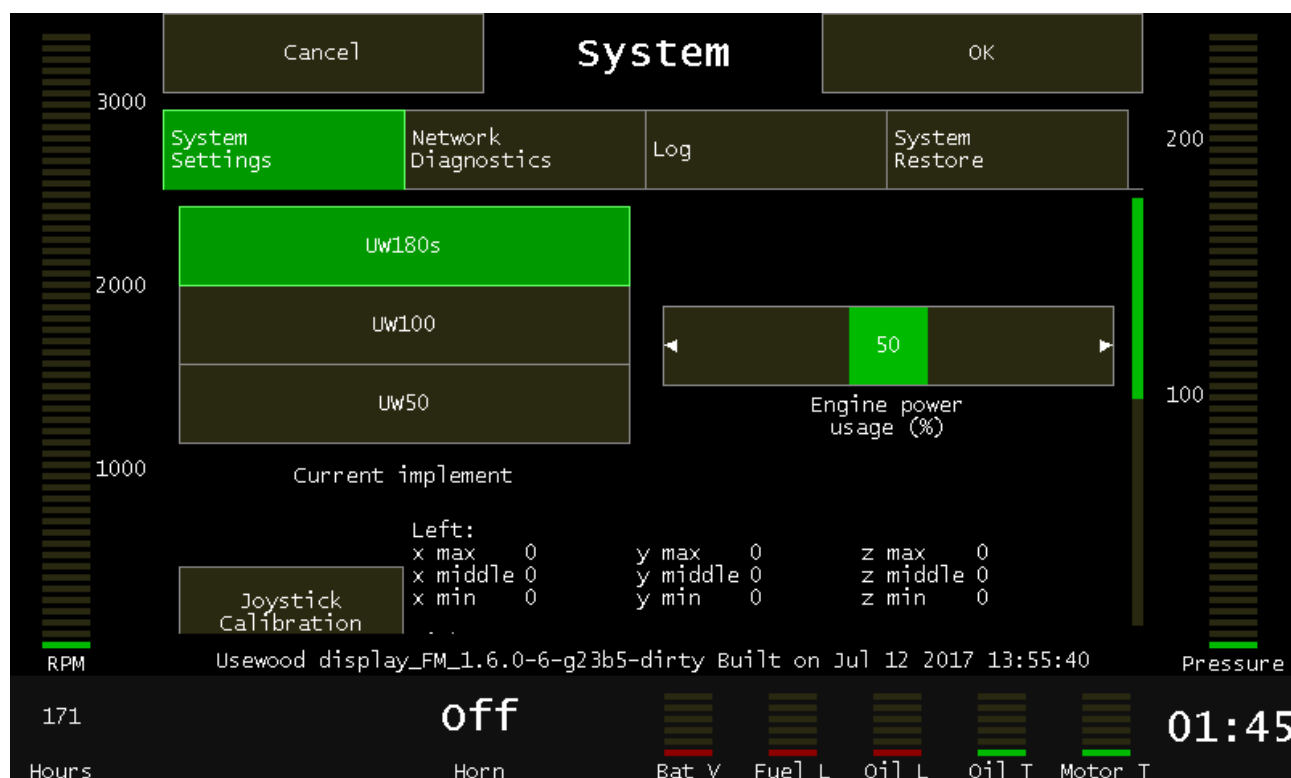 Cancel
System
OK
3000
2000
1000
RPM
System
Settings
Network
Diagnostics
Log
System
Restore
200
100
Pressure
UW180s
UW100
UW50
Current implement
50
Engine power
usage (%)
Joystick
Calibration
Left:
x max 0 y max 0 z max 0
x middle 0 y middle 0 z middle 0
x min 0 y min 0 z min 0
Usewood display_FM_1.6.0-6-g23b5-dirty Built on Jul 12 2017 13:55:40
171
Hours
Off
Horn
Bat V
Fuel L
Oil L
Oil T
Motor T
01:45